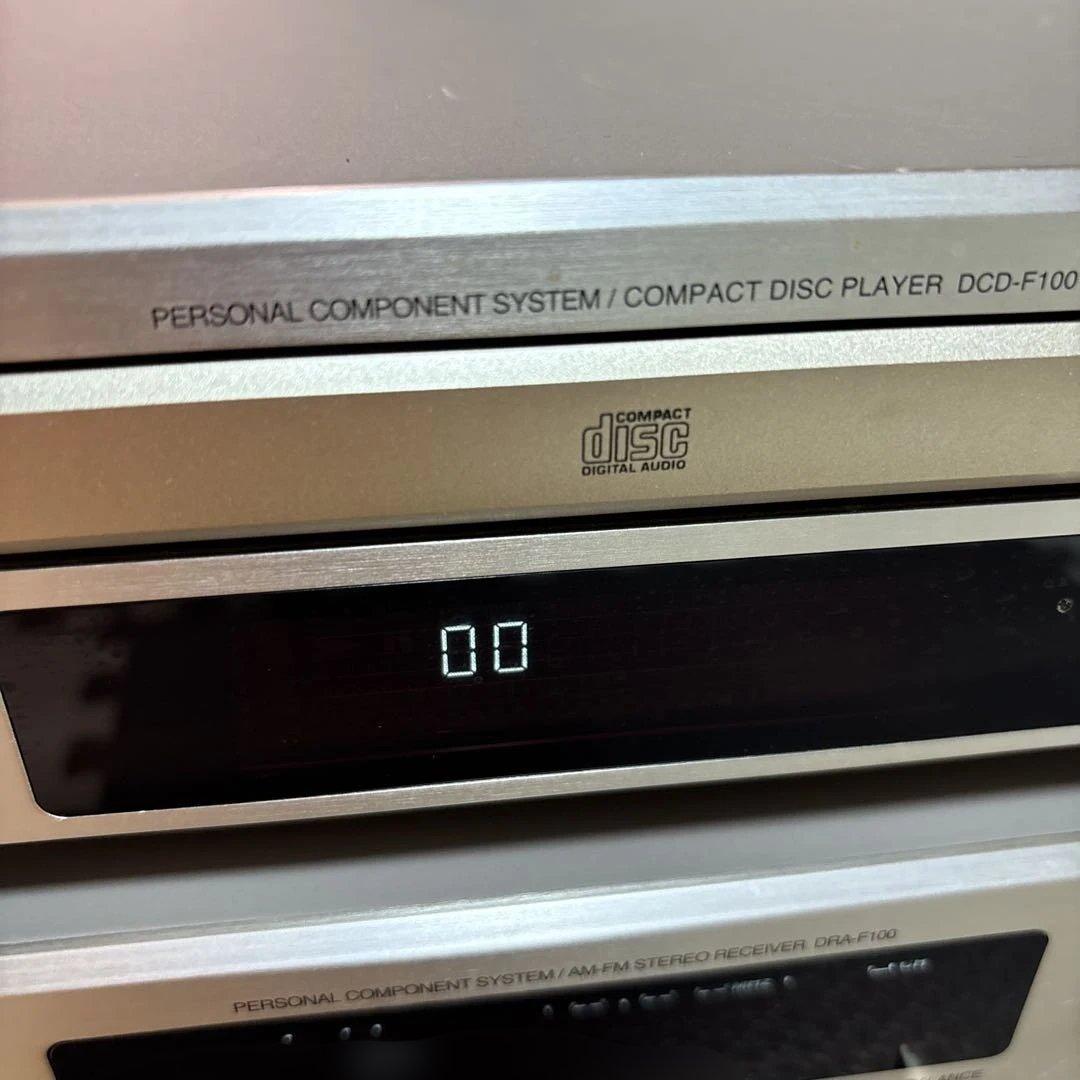 PERSONAL COMPONENT SYSTEM / COMPACT DISC PLAYER DCD-F100
COMPACT
disc
DIGITAL AUDIO
00
PERSONAL COMPONENT SYSTEM / AM-FM STEREO RECEIVER DRA-F100